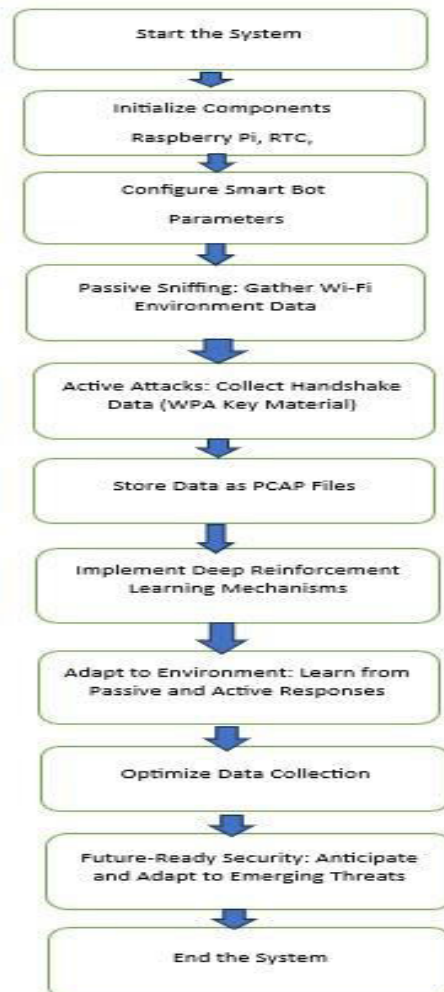 Start the System
Initialize Components
Raspberry Pi, RTC,
Configure Smart Bot
Parameters
Passive Sniffing: Gather Wi-Fi
Environment Data
Active Attacks: Collect Handshake
Data (WPA Key Material)
Store Data as PCAP Files
Implement Deep Reinforcement
Learning Mechanisms
Adapt to Environment: Learn from
Passive and Active Responses
Optimize Data Collection
Future-Ready Security: Anticipate
and Adapt to Emerging Threats
End the System